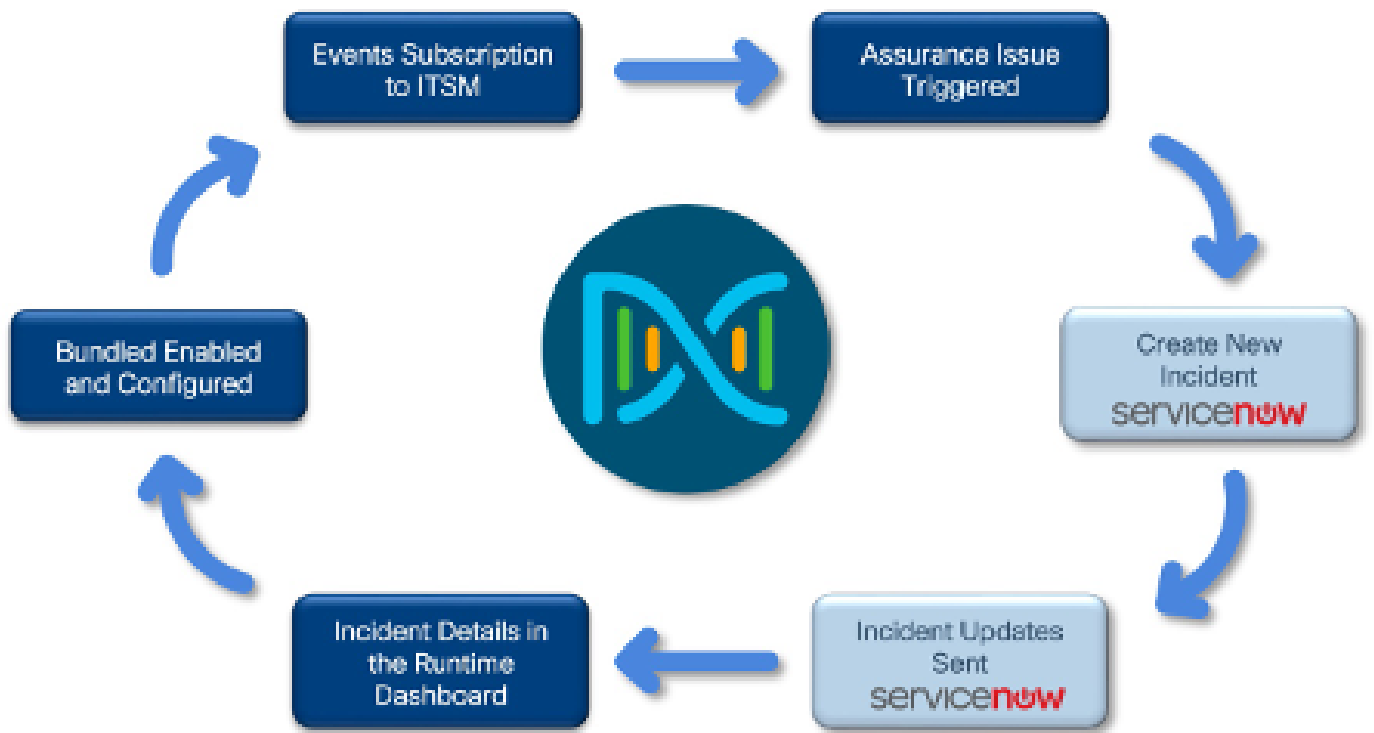 Events Subscription
to ITSM
Assurance Issue
Triggered
Bundled Enabled
and Configured
Create New
Incident
servicenow
Incident Details in
the Runtime
Dashboard
Incident Updates
Sent
servicenow